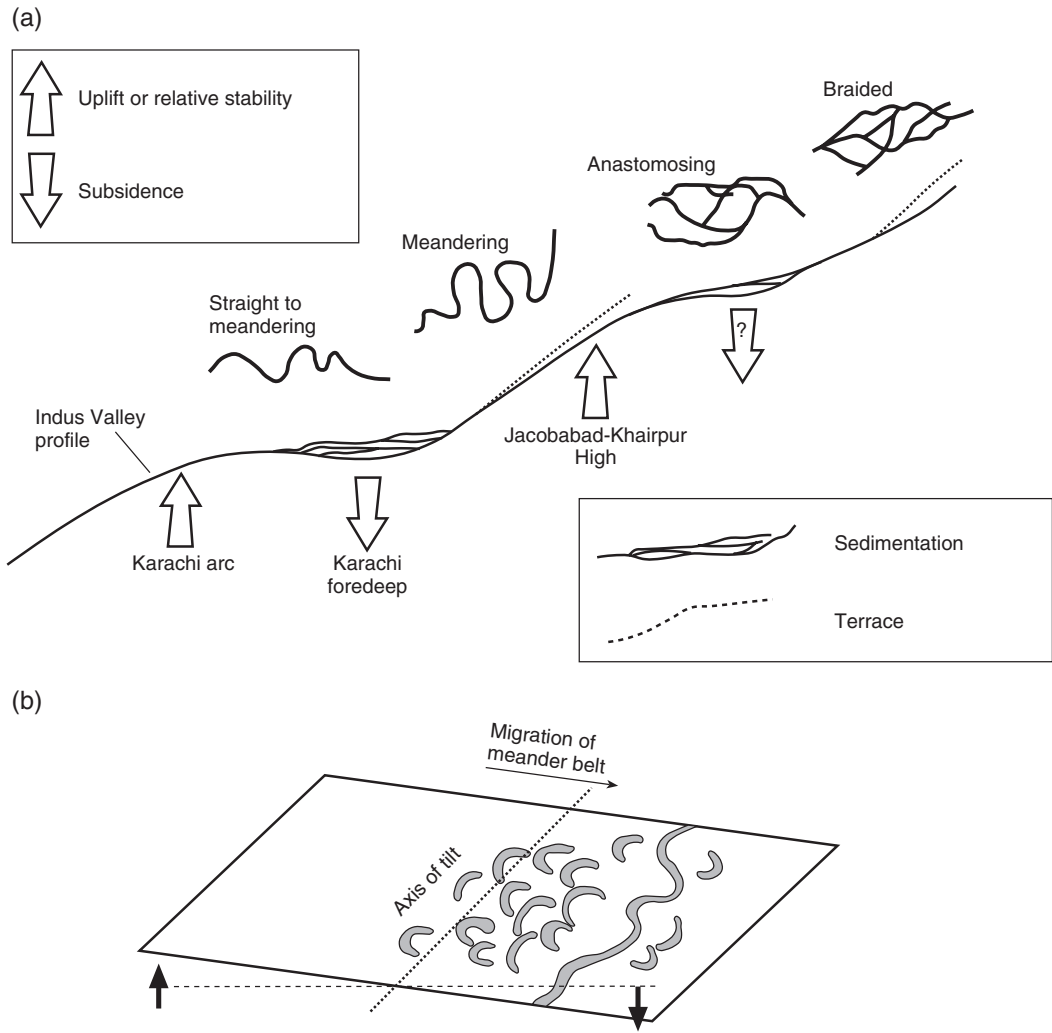 (a)
Uplift or relative stability
Subsidence
Braided
Anastomosing
Meandering
Straight to
meandering
?
Indus Valley
profile
Jacobabad-Khairpur
High
Karachi arc
Karachi
foredeep
Sedimentation
Terrace
(b)
Migration of
meander belt
Axis of tilt